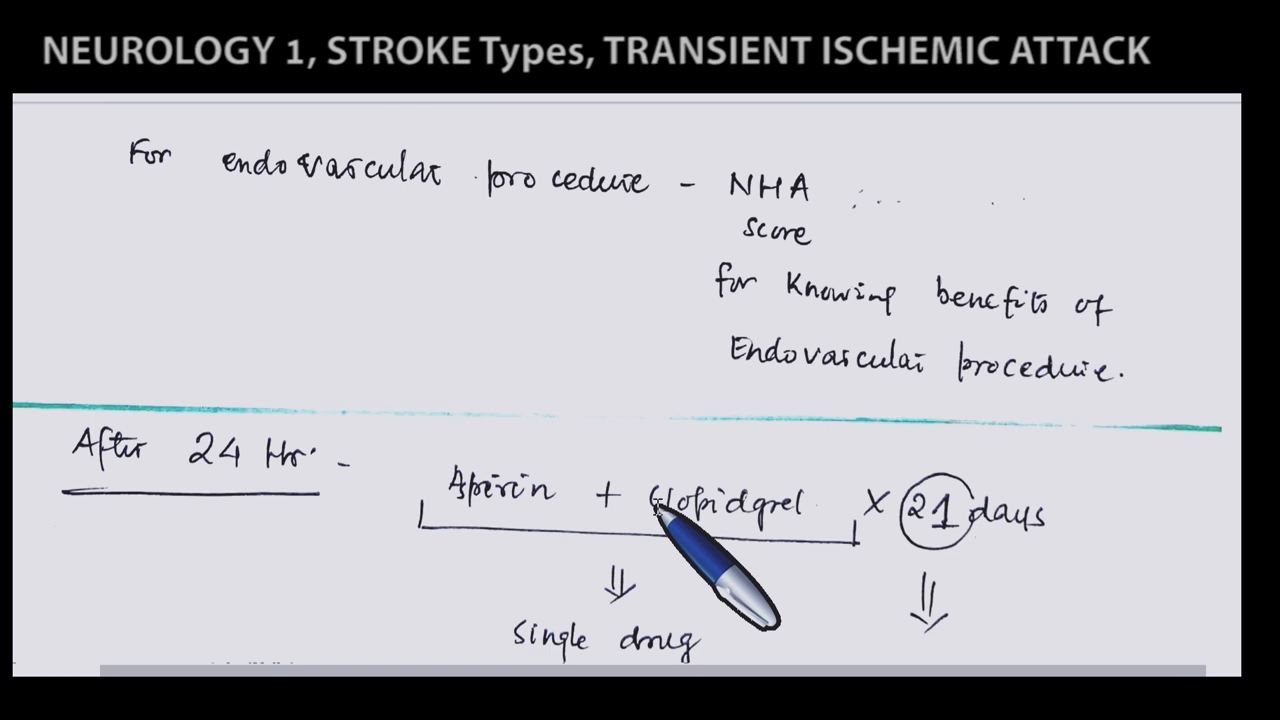 NEUROLOGY 1, STROKE Types, TRANSIENT ISCHEMIC ATTACK
For endovascular procedure - NHA
score
for Knowing benefits of
Endovascular procedure.
After 24 Hr. -
Aspirin + Clopidgrel x 21 days
⇓ ⇓
Single drug